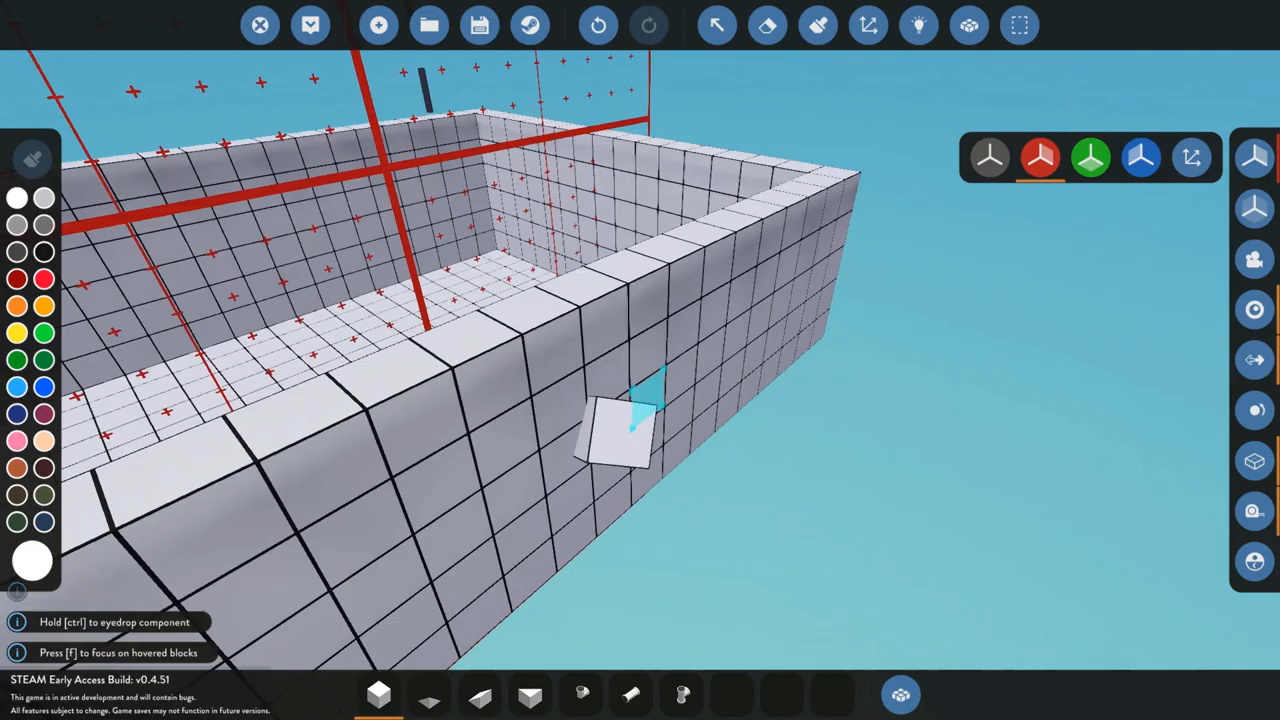 Hold [ctrl] to eyedrop component
Press [f] to focus on hovered blocks
STEAM Early Access Build: v0.4.51
This game is in active development and will contain bugs.
All features subject to change. Game saves may not function in future versions.